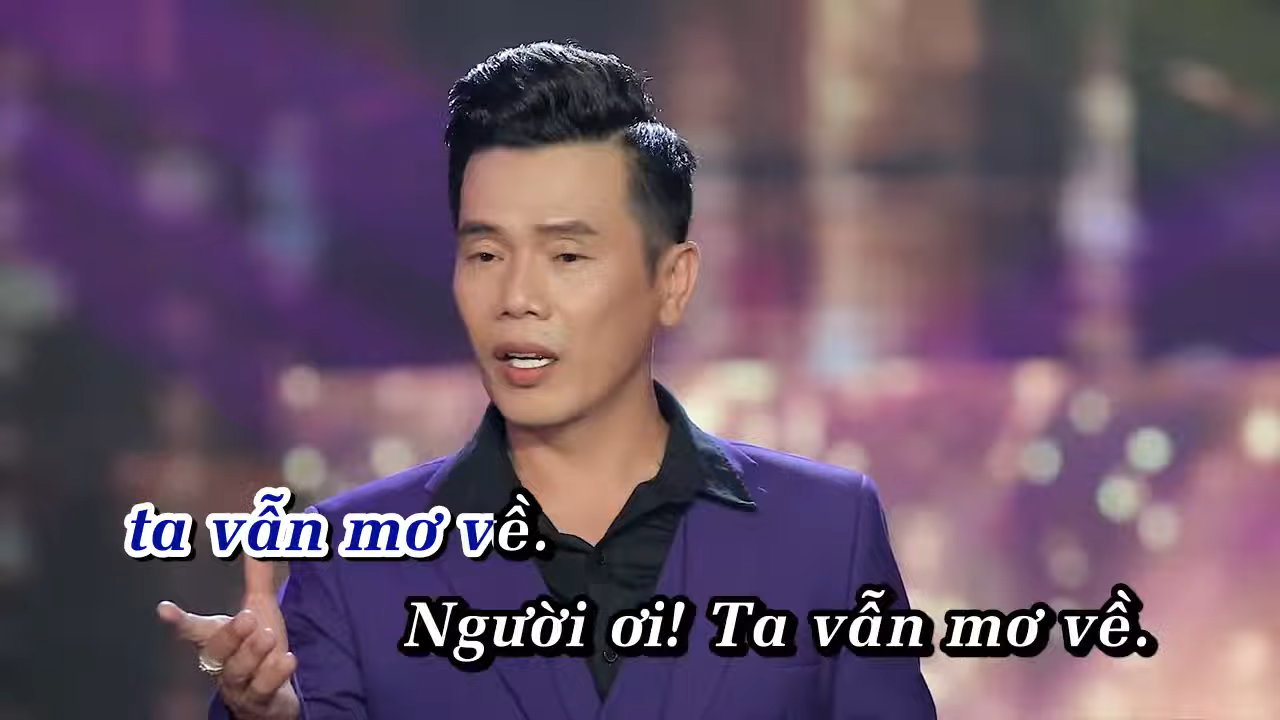 ta vẫn mơ về.
Người ơi! Ta vẫn mơ về.